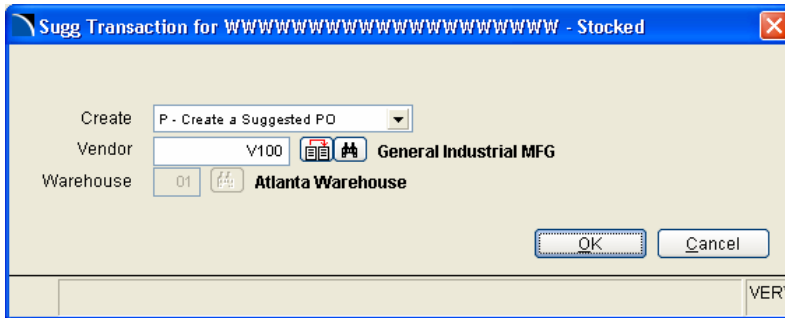 Sugg Transaction for WWWWWWWWWWWWWWWWWWWW - Stocked
Create P - Create a Suggested PO
Vendor V100 General Industrial MFG
Warehouse 01 Atlanta Warehouse
OK Cancel